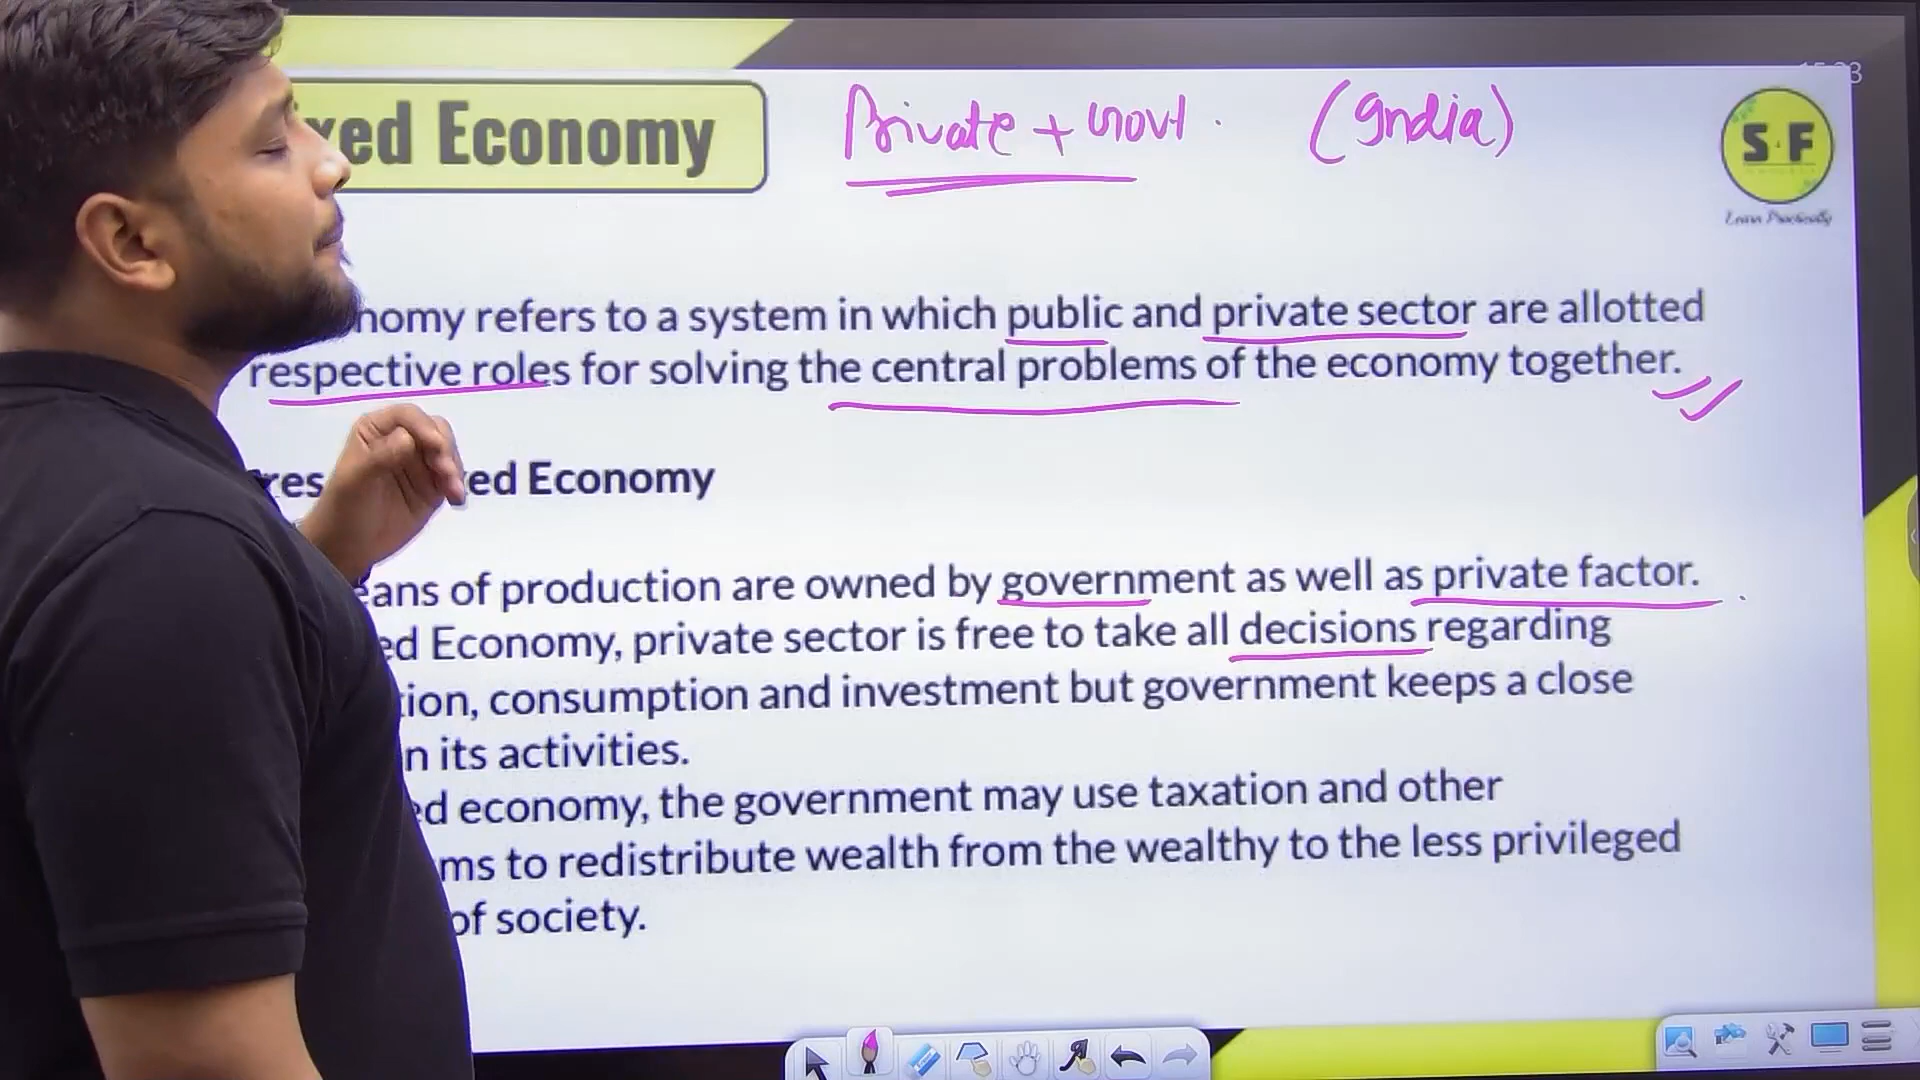 xed Economy
Private + Govt. (India)
15:33
S.F
Learn Practically
nomy refers to a system in which public and private sector are allotted
respective roles for solving the central problems of the economy together.
res ed Economy
eans of production are owned by government as well as private factor.
ed Economy, private sector is free to take all decisions regarding
tion, consumption and investment but government keeps a close
n its activities.
ed economy, the government may use taxation and other
ms to redistribute wealth from the wealthy to the less privileged
of society.